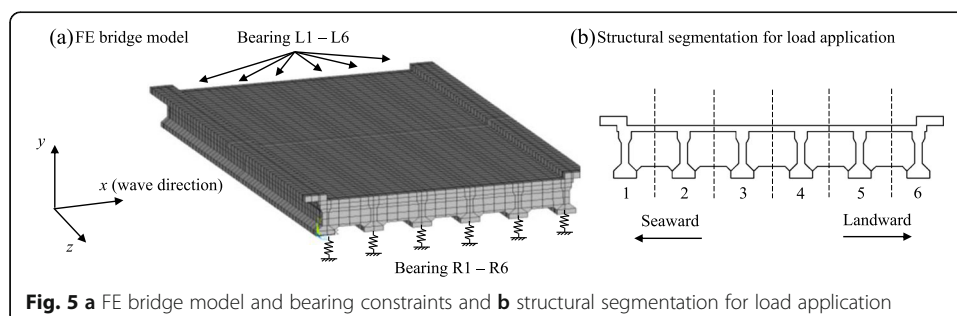 (a) FE bridge model
Bearing L1 – L6
y
x (wave direction)
z
Bearing R1 – R6
(b) Structural segmentation for load application
1 2 3 4 5 6
Seaward Landward
Fig. 5 a FE bridge model and bearing constraints and b structural segmentation for load application